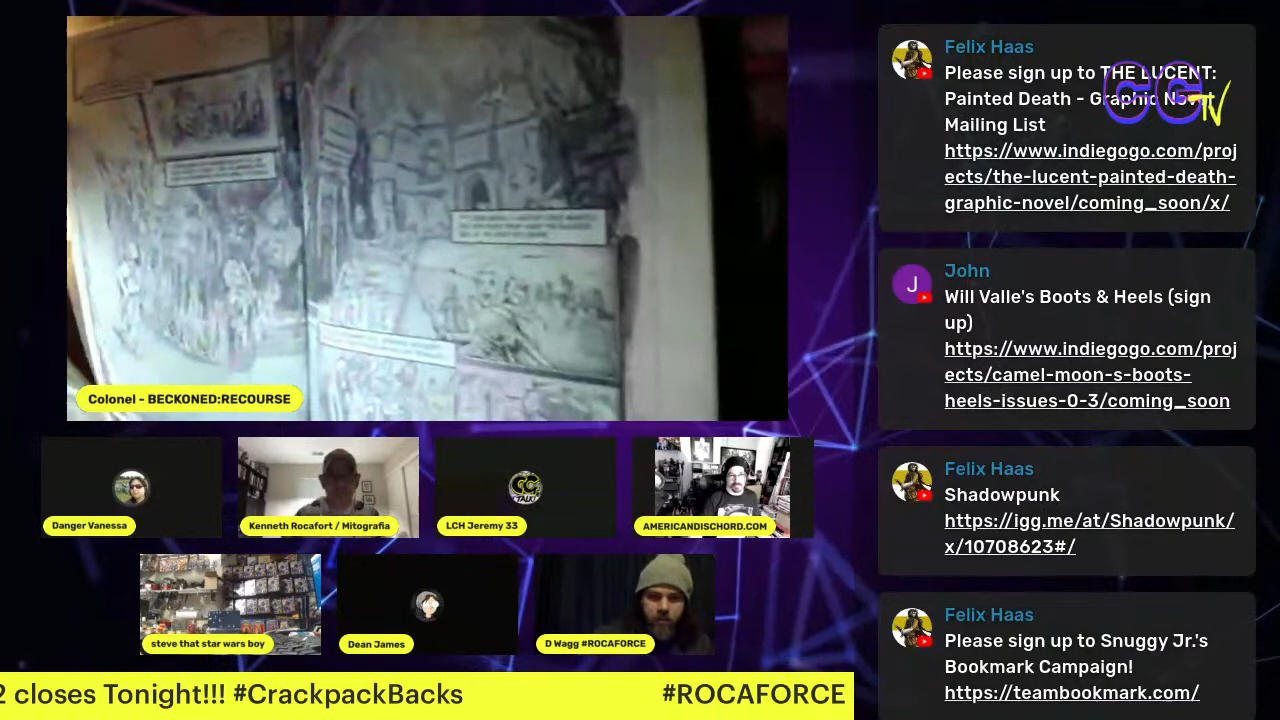 Colonel - BECKONED:RECOURSE
Danger Vanessa
Kenneth Rocafort / Mitografia
LCH Jeremy 33
AMERICANDISCHORD.COM
steve that star wars boy
Dean James
D Wagg #ROCAFORCE
2 closes Tonight!!! #CrackpackBacks
#ROCAFORCE
Felix Haas
Please sign up to THE LUCENT:
Painted Death - Graphic Novel
Mailing List
https://www.indiegogo.com/proj
ects/the-lucent-painted-death-
graphic-novel/coming_soon/x/
GG TV
J
John
Will Valle's Boots & Heels (sign
up)
https://www.indiegogo.com/proj
ects/camel-moon-s-boots-
heels-issues-0-3/coming_soon
Felix Haas
Shadowpunk
https://igg.me/at/Shadowpunk/
x/10708623#/
Felix Haas
Please sign up to Snuggy Jr.'s
Bookmark Campaign!
https://teambookmark.com/